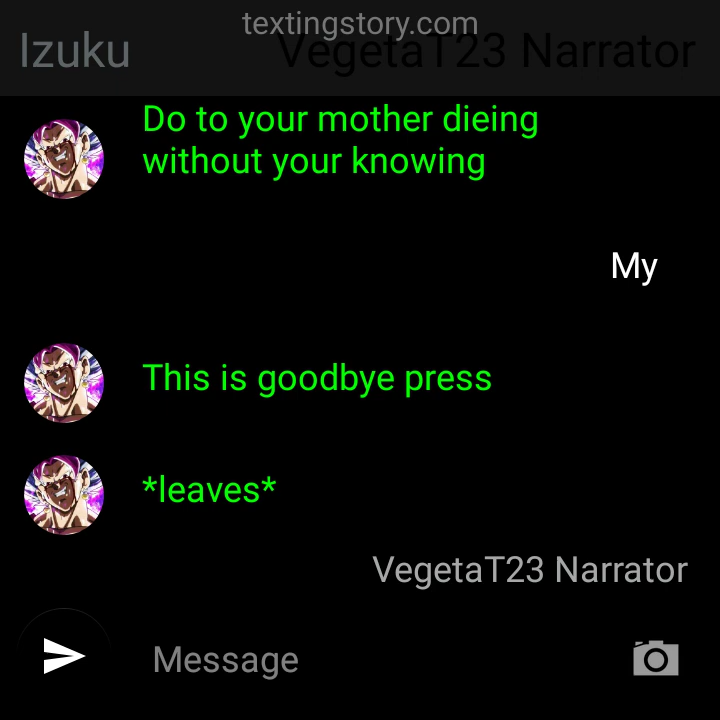 textingstory.com
Izuku
VegetaT23 Narrator
Do to your mother dieing
without your knowing
My
This is goodbye press
*leaves*
VegetaT23 Narrator
Message